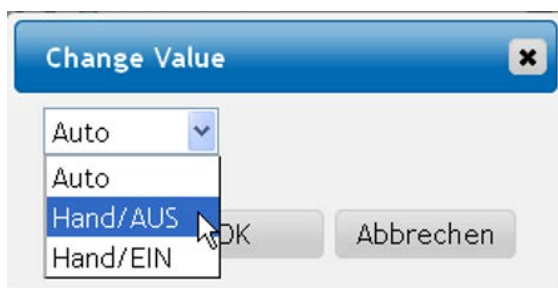 Change Value
Auto
Auto
Hand/AUS
OK Abbrechen
Hand/EIN